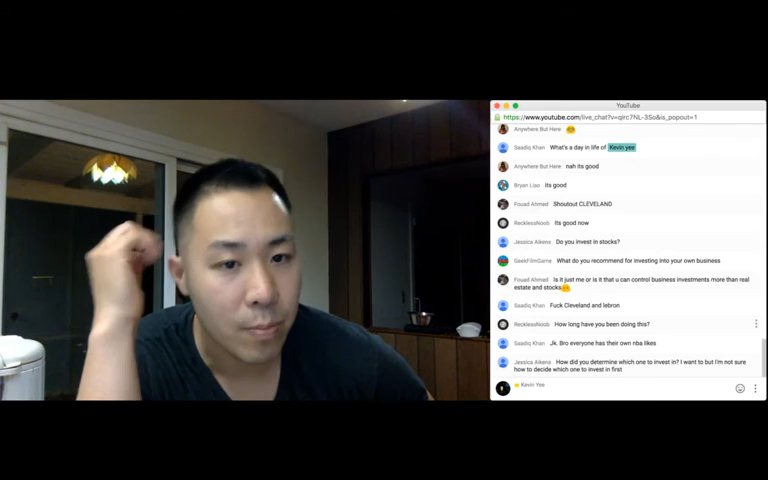 YouTube
https://www.youtube.com/live_chat?v=qirc7NL-3So&is_popout=1
Anywhere But Here
Saadiq Khan What's a day in life of Kevin yee
Anywhere But Here nah its good
Bryan Liao its good
Fouad Ahmed Shoutout CLEVELAND
RecklessNoob Its good now
Jessica Aikens Do you invest in stocks?
GeekFilmGame What do you recommend for investing into your own business
Fouad Ahmed Is it just me or is it that u can control business investments more than real
estate and stocks
Saadiq Khan Fuck Cleveland and lebron
RecklessNoob How long have you been doing this?
Saadiq Khan Jk. Bro everyone has their own nba likes
Jessica Aikens How did you determine which one to invest in? I want to but I'm not sure
how to decide which one to invest in first
Kevin Yee